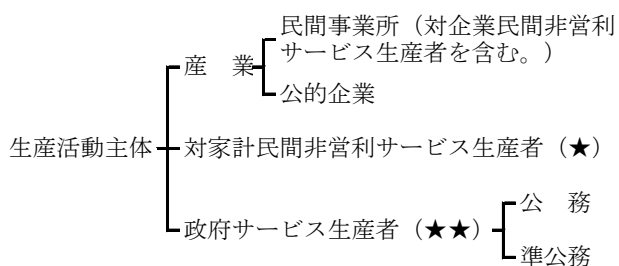 民間事業所（対企業民間非営利
サービス生産者を含む。）
産　業
公的企業
生産活動主体
対家計民間非営利サービス生産者（★）
公　務
政府サービス生産者（★★）
準公務